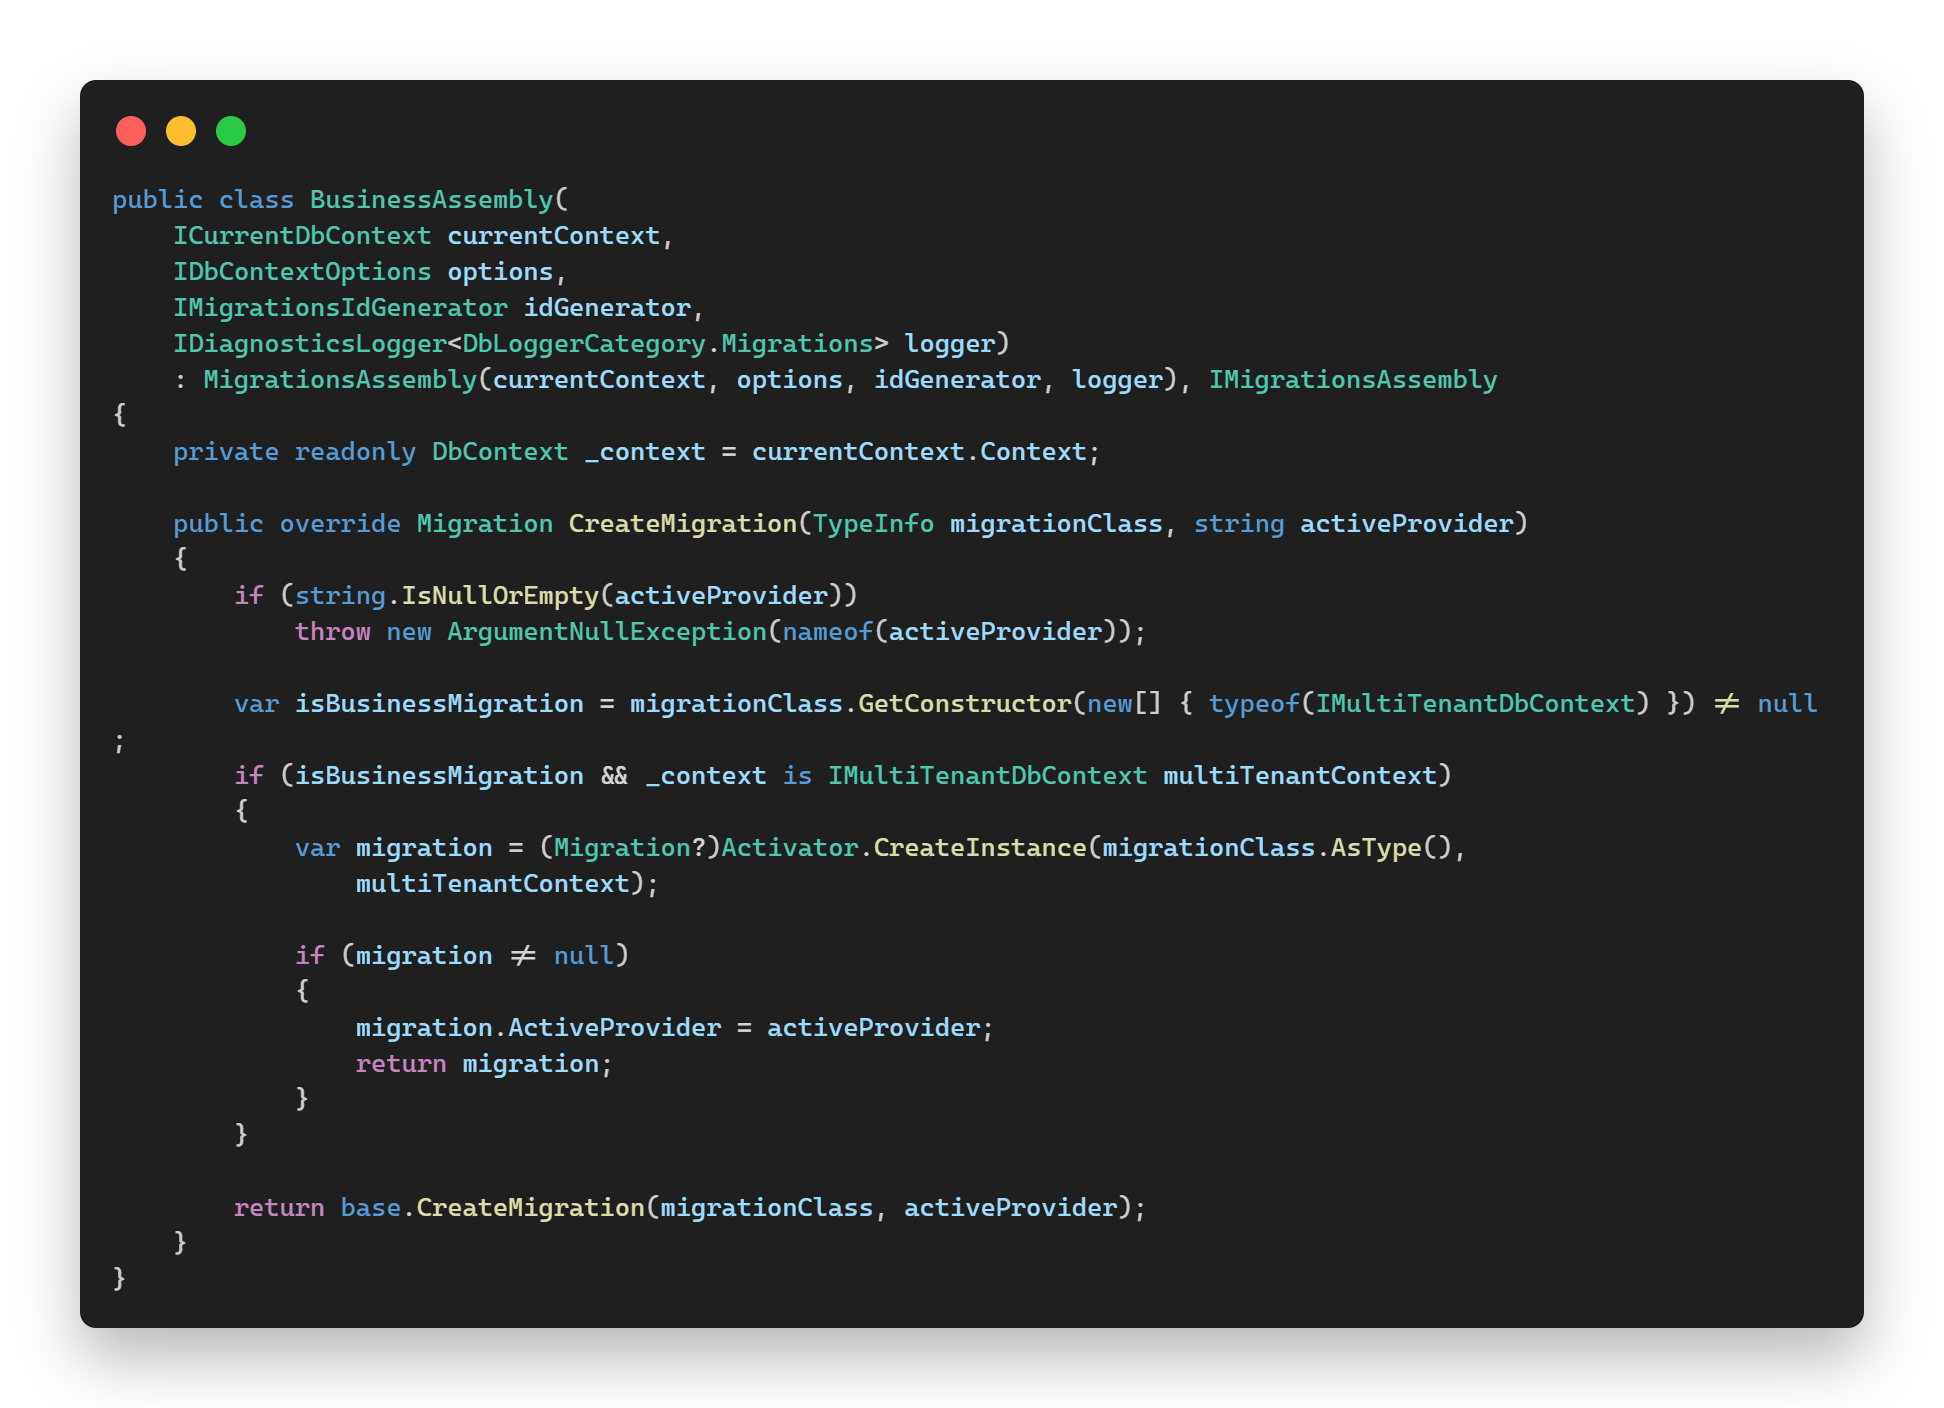 public class BusinessAssembly(
    ICurrentDbContext currentContext,
    IDbContextOptions options,
    IMigrationsIdGenerator idGenerator,
    IDiagnosticsLogger<DbLoggerCategory.Migrations> logger)
    : MigrationsAssembly(currentContext, options, idGenerator, logger), IMigrationsAssembly
{
    private readonly DbContext _context = currentContext.Context;

    public override Migration CreateMigration(TypeInfo migrationClass, string activeProvider)
    {
        if (string.IsNullOrEmpty(activeProvider))
            throw new ArgumentNullException(nameof(activeProvider));

        var isBusinessMigration = migrationClass.GetConstructor(new[] { typeof(IMultiTenantDbContext) }) != null
;
        if (isBusinessMigration && _context is IMultiTenantDbContext multiTenantContext)
        {
            var migration = (Migration?)Activator.CreateInstance(migrationClass.AsType(),
                multiTenantContext);

            if (migration != null)
            {
                migration.ActiveProvider = activeProvider;
                return migration;
            }
        }

        return base.CreateMigration(migrationClass, activeProvider);
    }
}